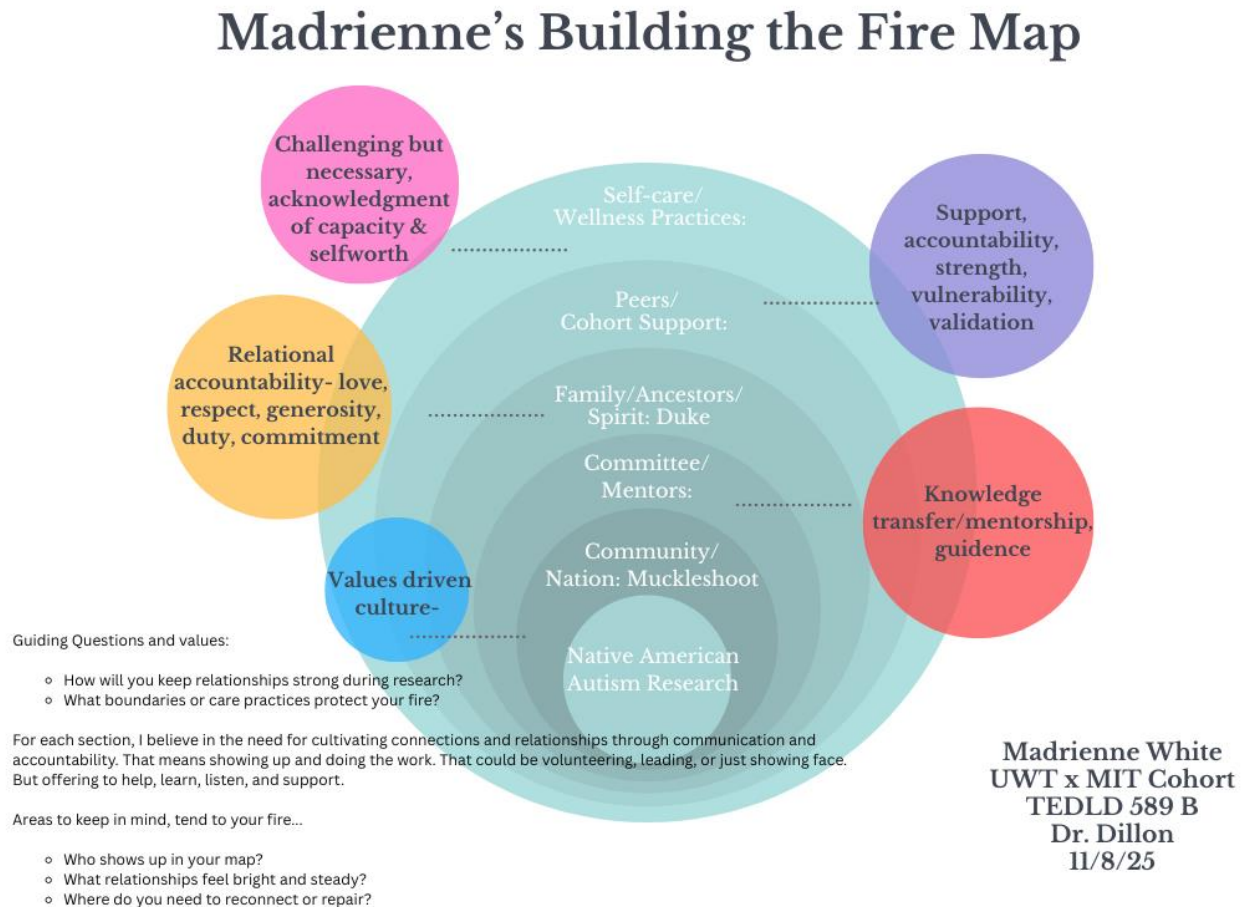 Madrienne's Building the Fire Map
Challenging but
necessary,
acknowledgment
of capacity &
selfworth
Self-care/
Wellness Practices:
Support,
accountability,
strength,
vulnerability,
validation
Peers/
Cohort Support:
Relational
accountability- love,
respect, generosity,
duty, commitment
Family/Ancestors/
Spirit: Duke
Committee/
Mentors:
Knowledge
transfer/mentorship,
guidence
Community/
Nation: Muckleshoot
Values driven
culture-
Native American
Autism Research
Guiding Questions and values:
How will you keep relationships strong during research?
What boundaries or care practices protect your fire?
For each section, I believe in the need for cultivating connections and relationships through communication and
accountability. That means showing up and doing the work. That could be volunteering, leading, or just showing face.
But offering to help, learn, listen, and support.
Areas to keep in mind, tend to your fire...
Who shows up in your map?
What relationships feel bright and steady?
Where do you need to reconnect or repair?
Madrienne White
UWT x MIT Cohort
TEDLD 589 B
Dr. Dillon
11/8/25